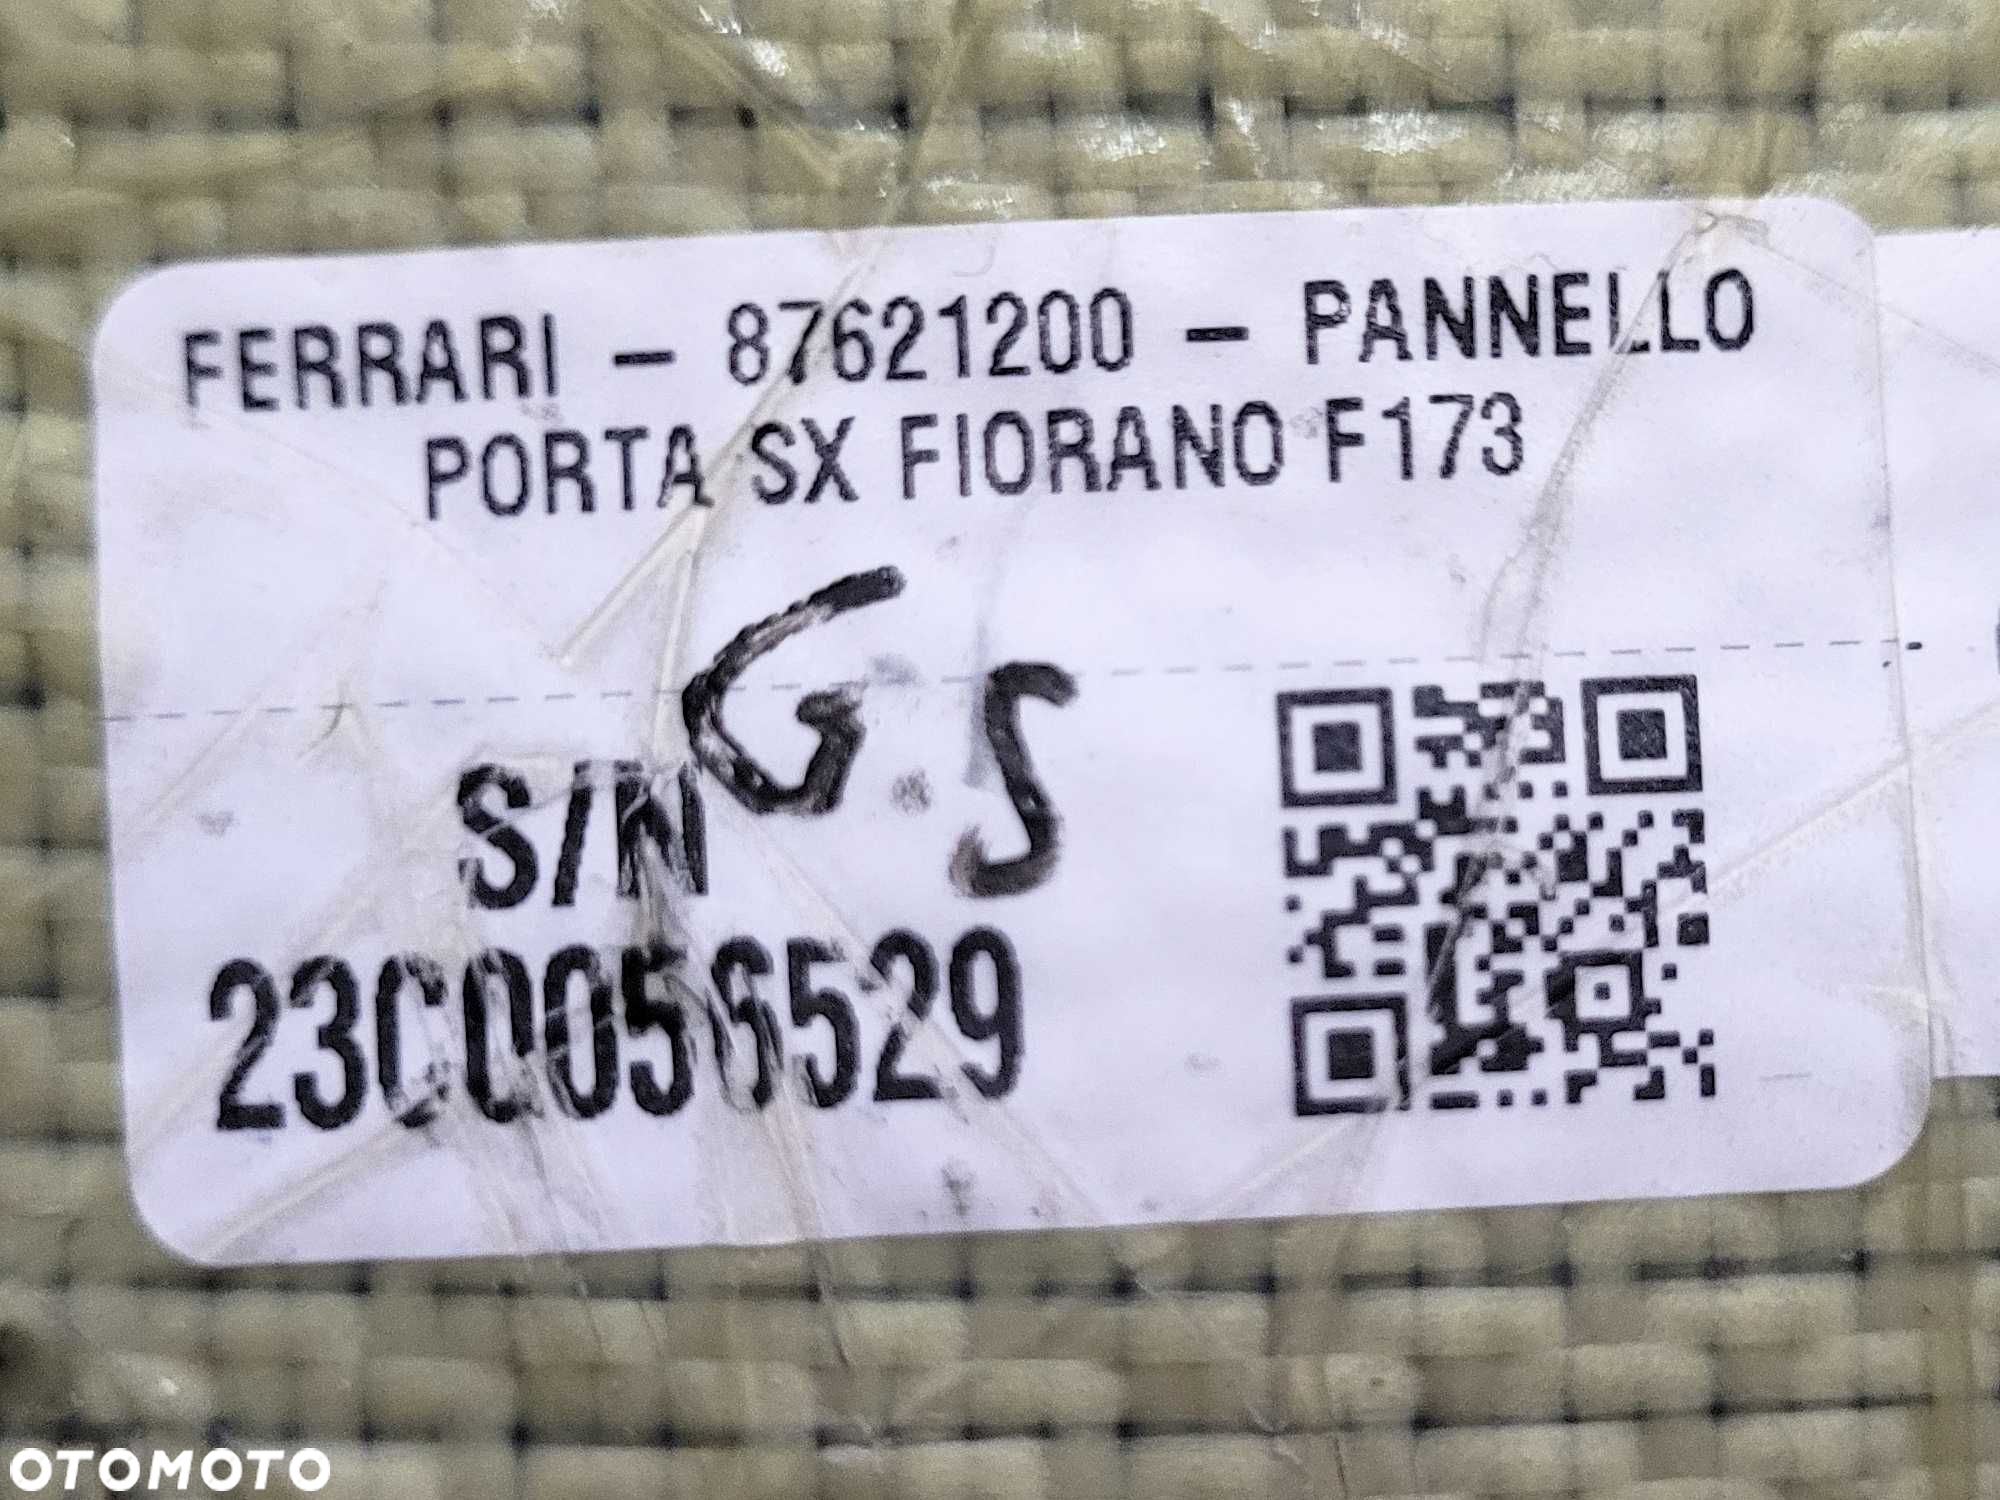 FERRARI - 87621200 - PANNELLO
PORTA SX FIORANO F173
G S
S/N
23C0056529
OTOMOTO